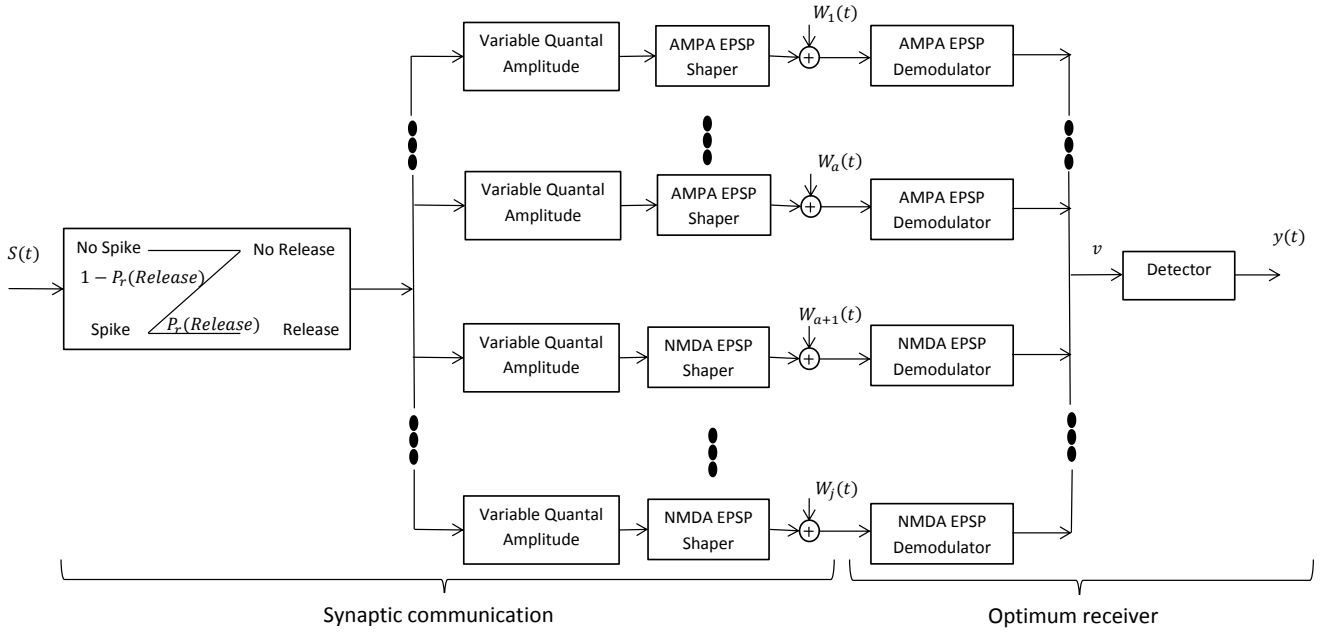 W_1(t)
Variable Quantal
Amplitude
AMPA EPSP
Shaper
+
AMPA EPSP
Demodulator
W_a(t)
Variable Quantal
Amplitude
AMPA EPSP
Shaper
+
AMPA EPSP
Demodulator
S(t)
No Spike
No Release
1 − P_r(Release)
Spike
P_r(Release)
Release
v
Detector
y(t)
W_{a+1}(t)
Variable Quantal
Amplitude
NMDA EPSP
Shaper
+
NMDA EPSP
Demodulator
W_j(t)
Variable Quantal
Amplitude
NMDA EPSP
Shaper
+
NMDA EPSP
Demodulator
Synaptic communication
Optimum receiver